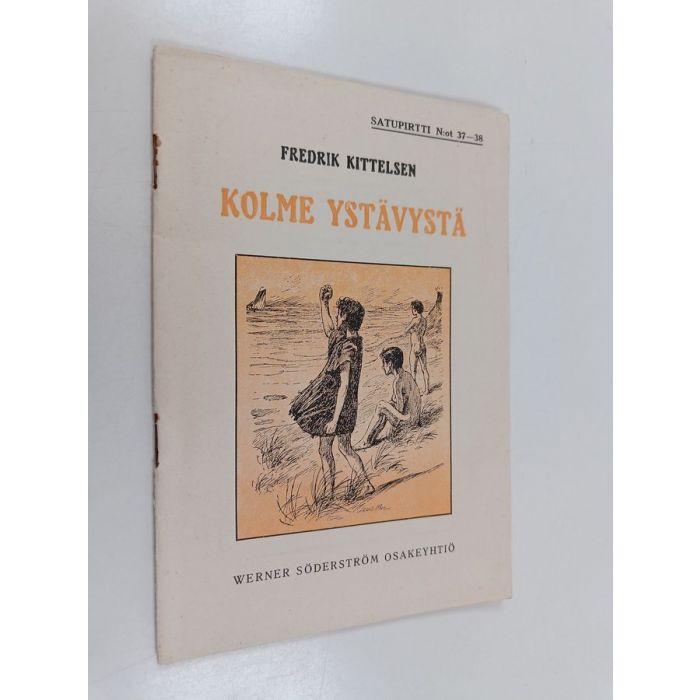 SATUPIRTTI N:ot 37—38
FREDRIK KITTELSEN
KOLME YSTÄVYSTÄ
WERNER SÖDERSTRÖM OSAKEYHTIÖ